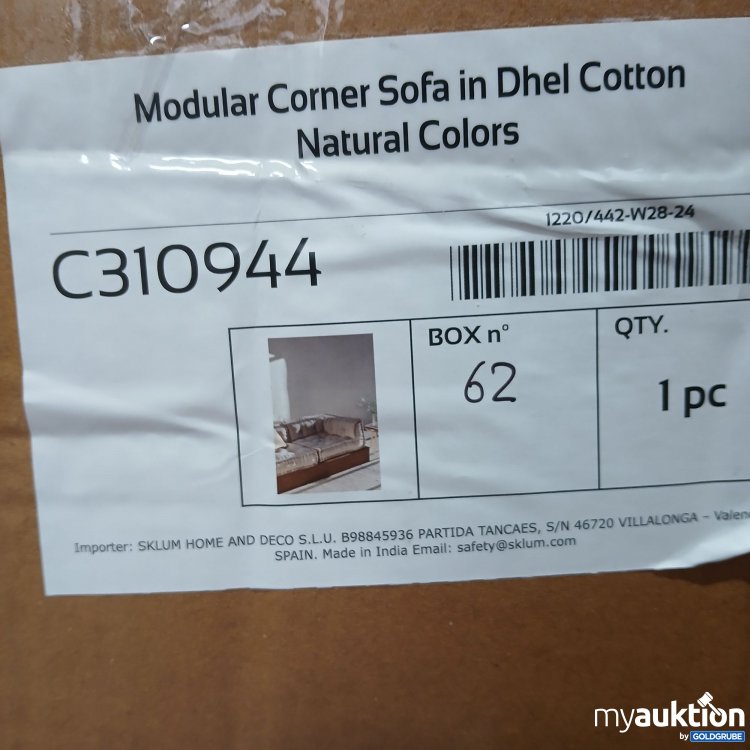 Modular Corner Sofa in Dhel Cotton
Natural Colors
1220/442-W28-24
C310944
BOX n°
62
QTY.
1 pc
Importer: SKLUM HOME AND DECO S.L.U. B98845936 PARTIDA TANCAES, S/N 46720 VILLALONGA – Valen
SPAIN. Made in India Email: safety@sklum.com
myauktion
by GOLDGRUBE